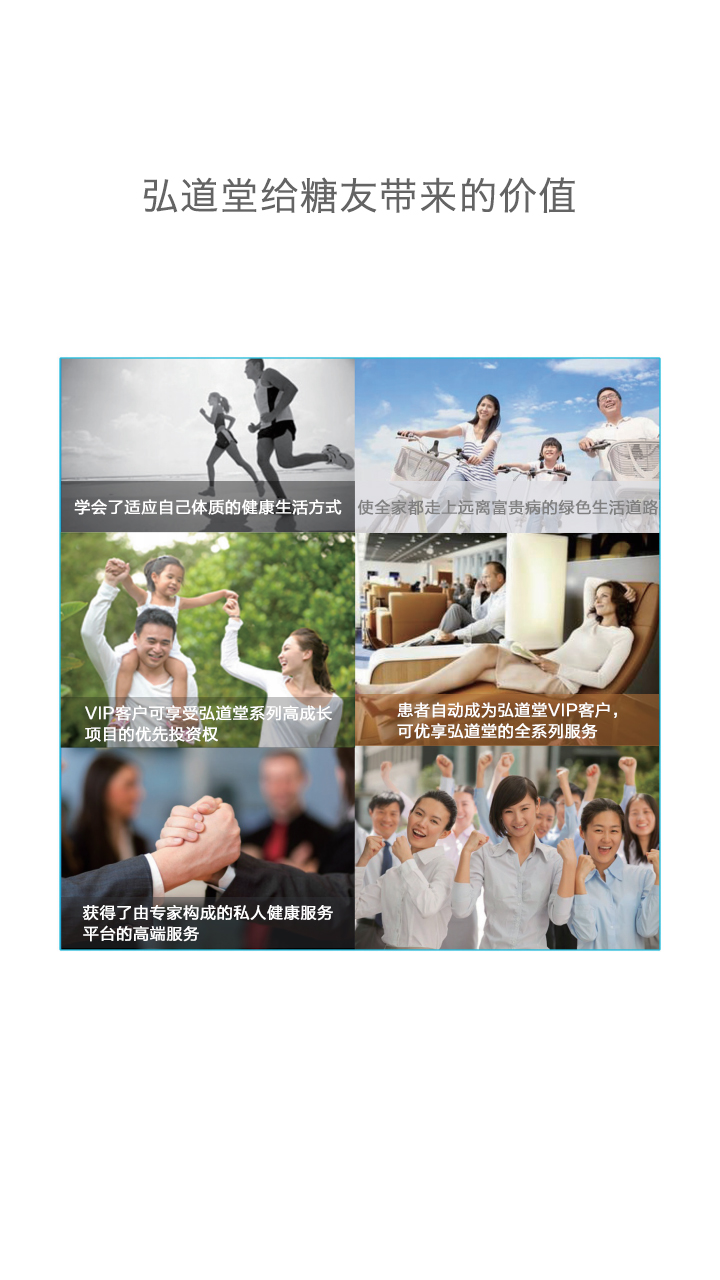 弘道堂给糖友带来的价值
学会了适应自己体质的健康生活方式
使全家都走上远离富贵病的绿色生活道路
VIP客户可享受弘道堂系列高成长
项目的优先投资权
患者自动成为弘道堂VIP客户，
可优享弘道堂的全系列服务
获得了由专家构成的私人健康服务
平台的高端服务